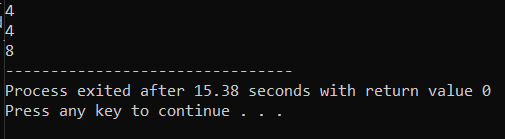 4
4
8
--------------------------------
Process exited after 15.38 seconds with return value 0
Press any key to continue . . .